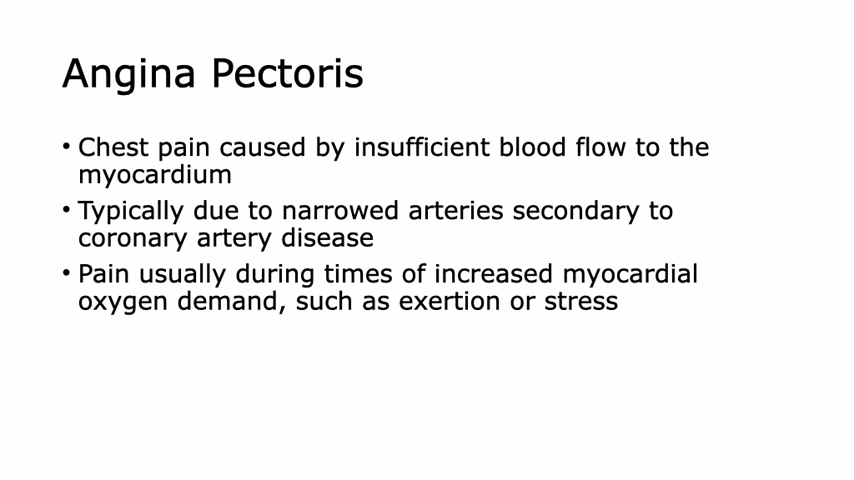 Angina Pectoris
• Chest pain caused by insufficient blood flow to the
myocardium
• Typically due to narrowed arteries secondary to
coronary artery disease
• Pain usually during times of increased myocardial
oxygen demand, such as exertion or stress